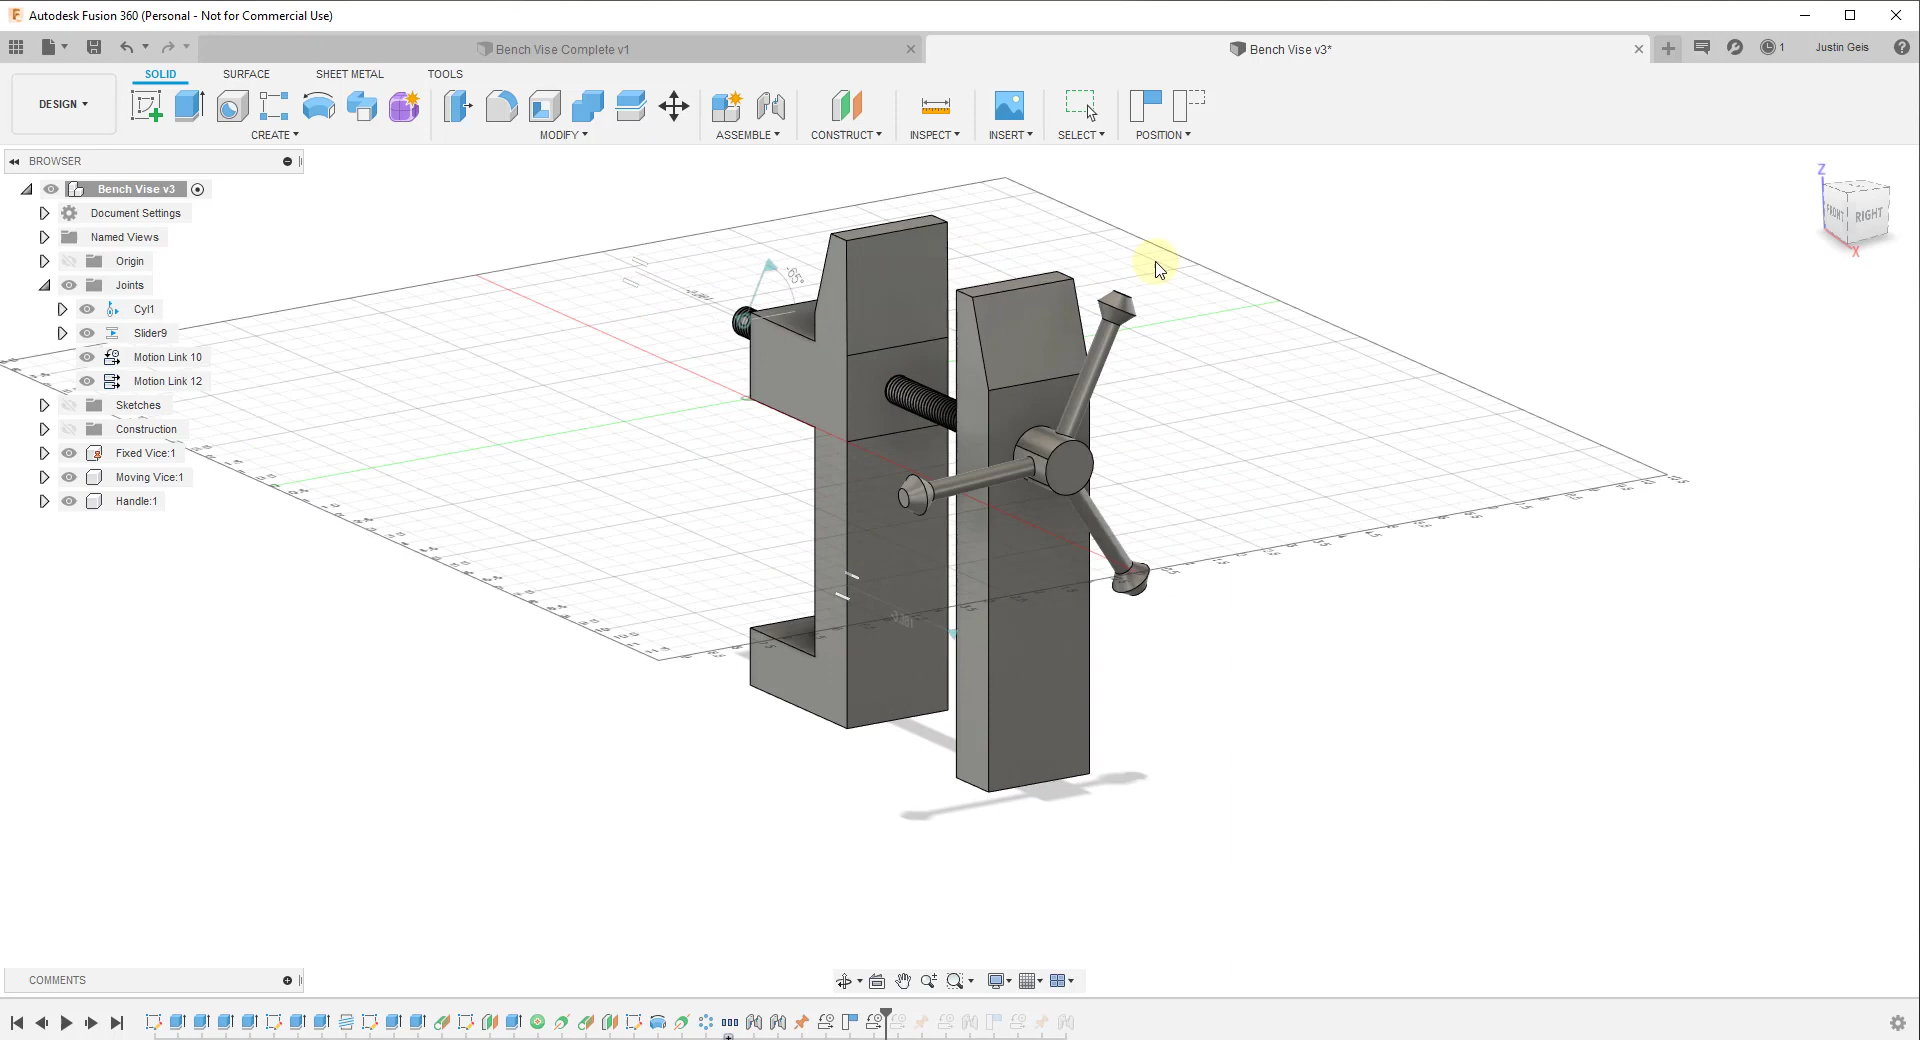 Autodesk Fusion 360 (Personal - Not for Commercial Use)
Bench Vise Complete v1
Bench Vise v3*
1
Justin Geis
DESIGN
SOLID
SURFACE
SHEET METAL
TOOLS
CREATE
MODIFY
ASSEMBLE
CONSTRUCT
INSPECT
INSERT
SELECT
POSITION
BROWSER
Bench Vise v3
Document Settings
Named Views
Origin
Joints
Cyl1
Slider9
Motion Link 10
Motion Link 12
Sketches
Construction
Fixed Vice:1
Moving Vice:1
Handle:1
Z
FRONT
RIGHT
X
-65°
COMMENTS